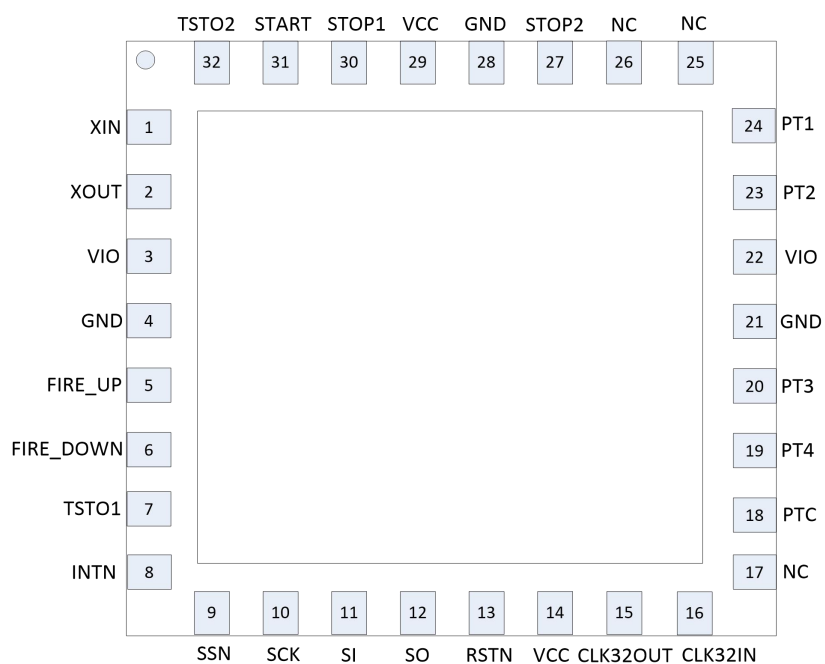 TSTO2 START STOP1 VCC GND STOP2 NC NC
32 31 30 29 28 27 26 25
XIN 1 24 PT1
XOUT 2 23 PT2
VIO 3 22 VIO
GND 4 21 GND
FIRE_UP 5 20 PT3
FIRE_DOWN 6 19 PT4
TSTO1 7 18 PTC
INTN 8 17 NC
9 10 11 12 13 14 15 16
SSN SCK SI SO RSTN VCC CLK32OUT CLK32IN